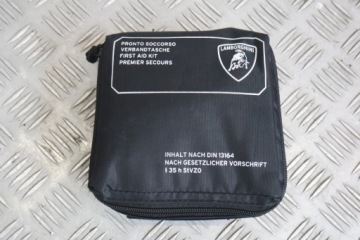 PRONTO SOCCORSO
VERBANDTASCHE
FIRST AID KIT
PREMIER SECOURS
LAMBORGHINI
INHALT NACH DIN 13164
NACH GESETZLICHER VORSCHRIFT
§ 35 h StVZO